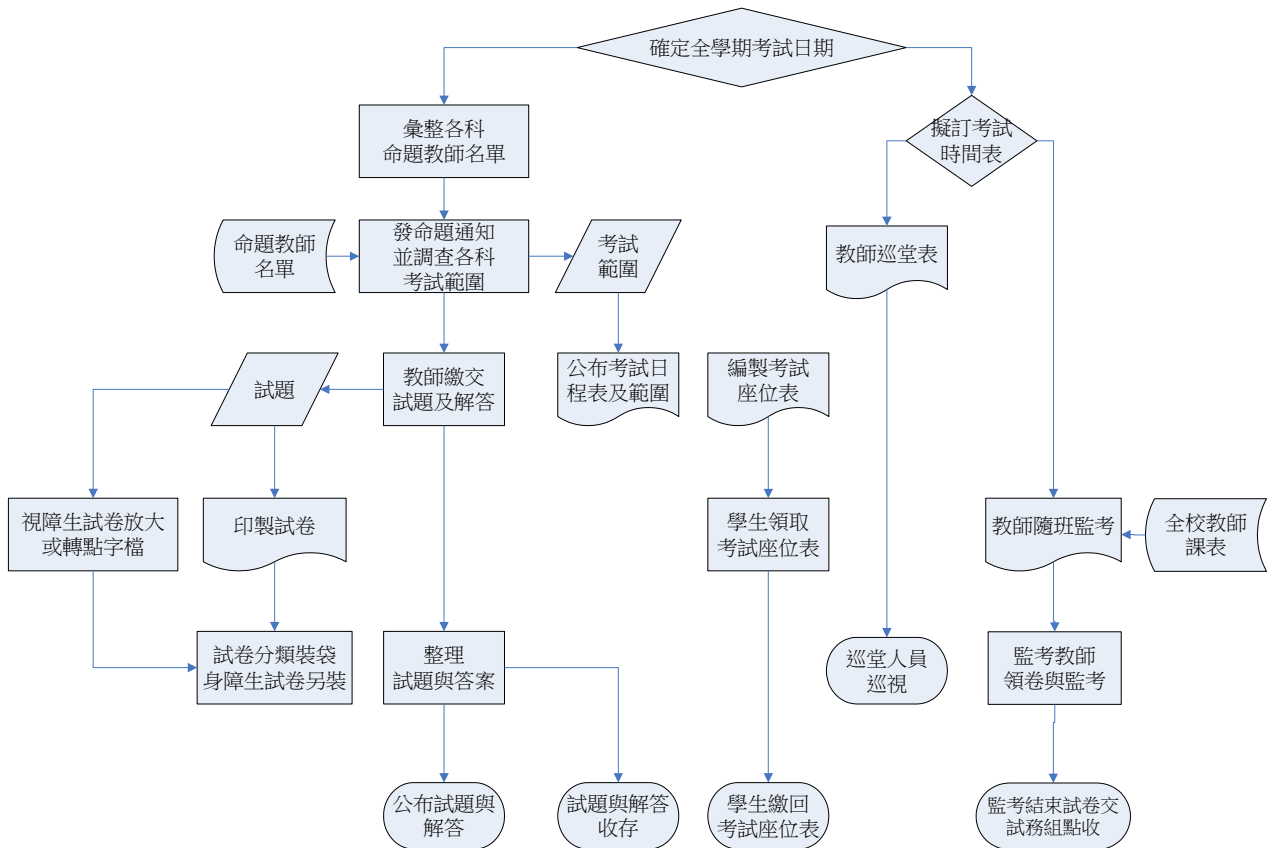 確定全學期考試日期
彙整各科
命題教師名單
擬訂考試
時間表
命題教師
名單
發命題通知
並調查各科
考試範圍
考試
範圍
教師巡堂表
試題
教師繳交
試題及解答
公布考試日
程表及範圍
編製考試
座位表
視障生試卷放大
或轉點字檔
印製試卷
學生領取
考試座位表
教師隨班監考
全校教師
課表
試卷分類裝袋
身障生試卷另裝
整理
試題與答案
巡堂人員
巡視
監考教師
領卷與監考
公布試題與
解答
試題與解答
收存
學生繳回
考試座位表
監考結束試卷交
試務組點收